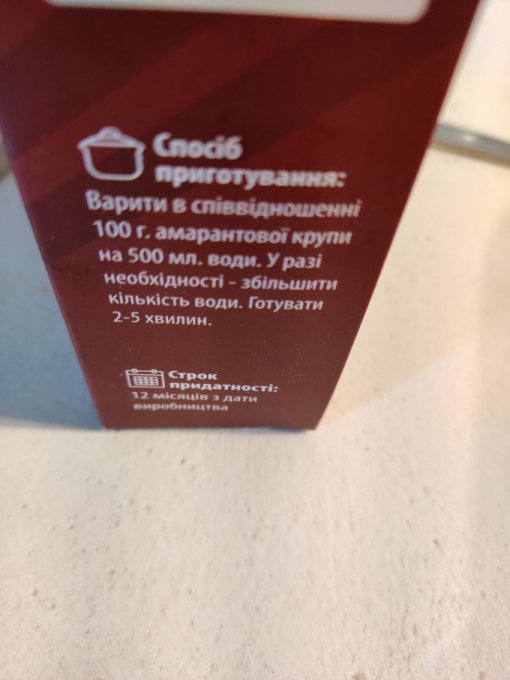 Спосіб
приготування:
Варити в співвідношенні
100 г. амарантової крупи
на 500 мл. води. У разі
необхідності - збільшити
кількість води. Готувати
2-5 хвилин.
Строк
придатності:
12 місяців з дати
виробництва